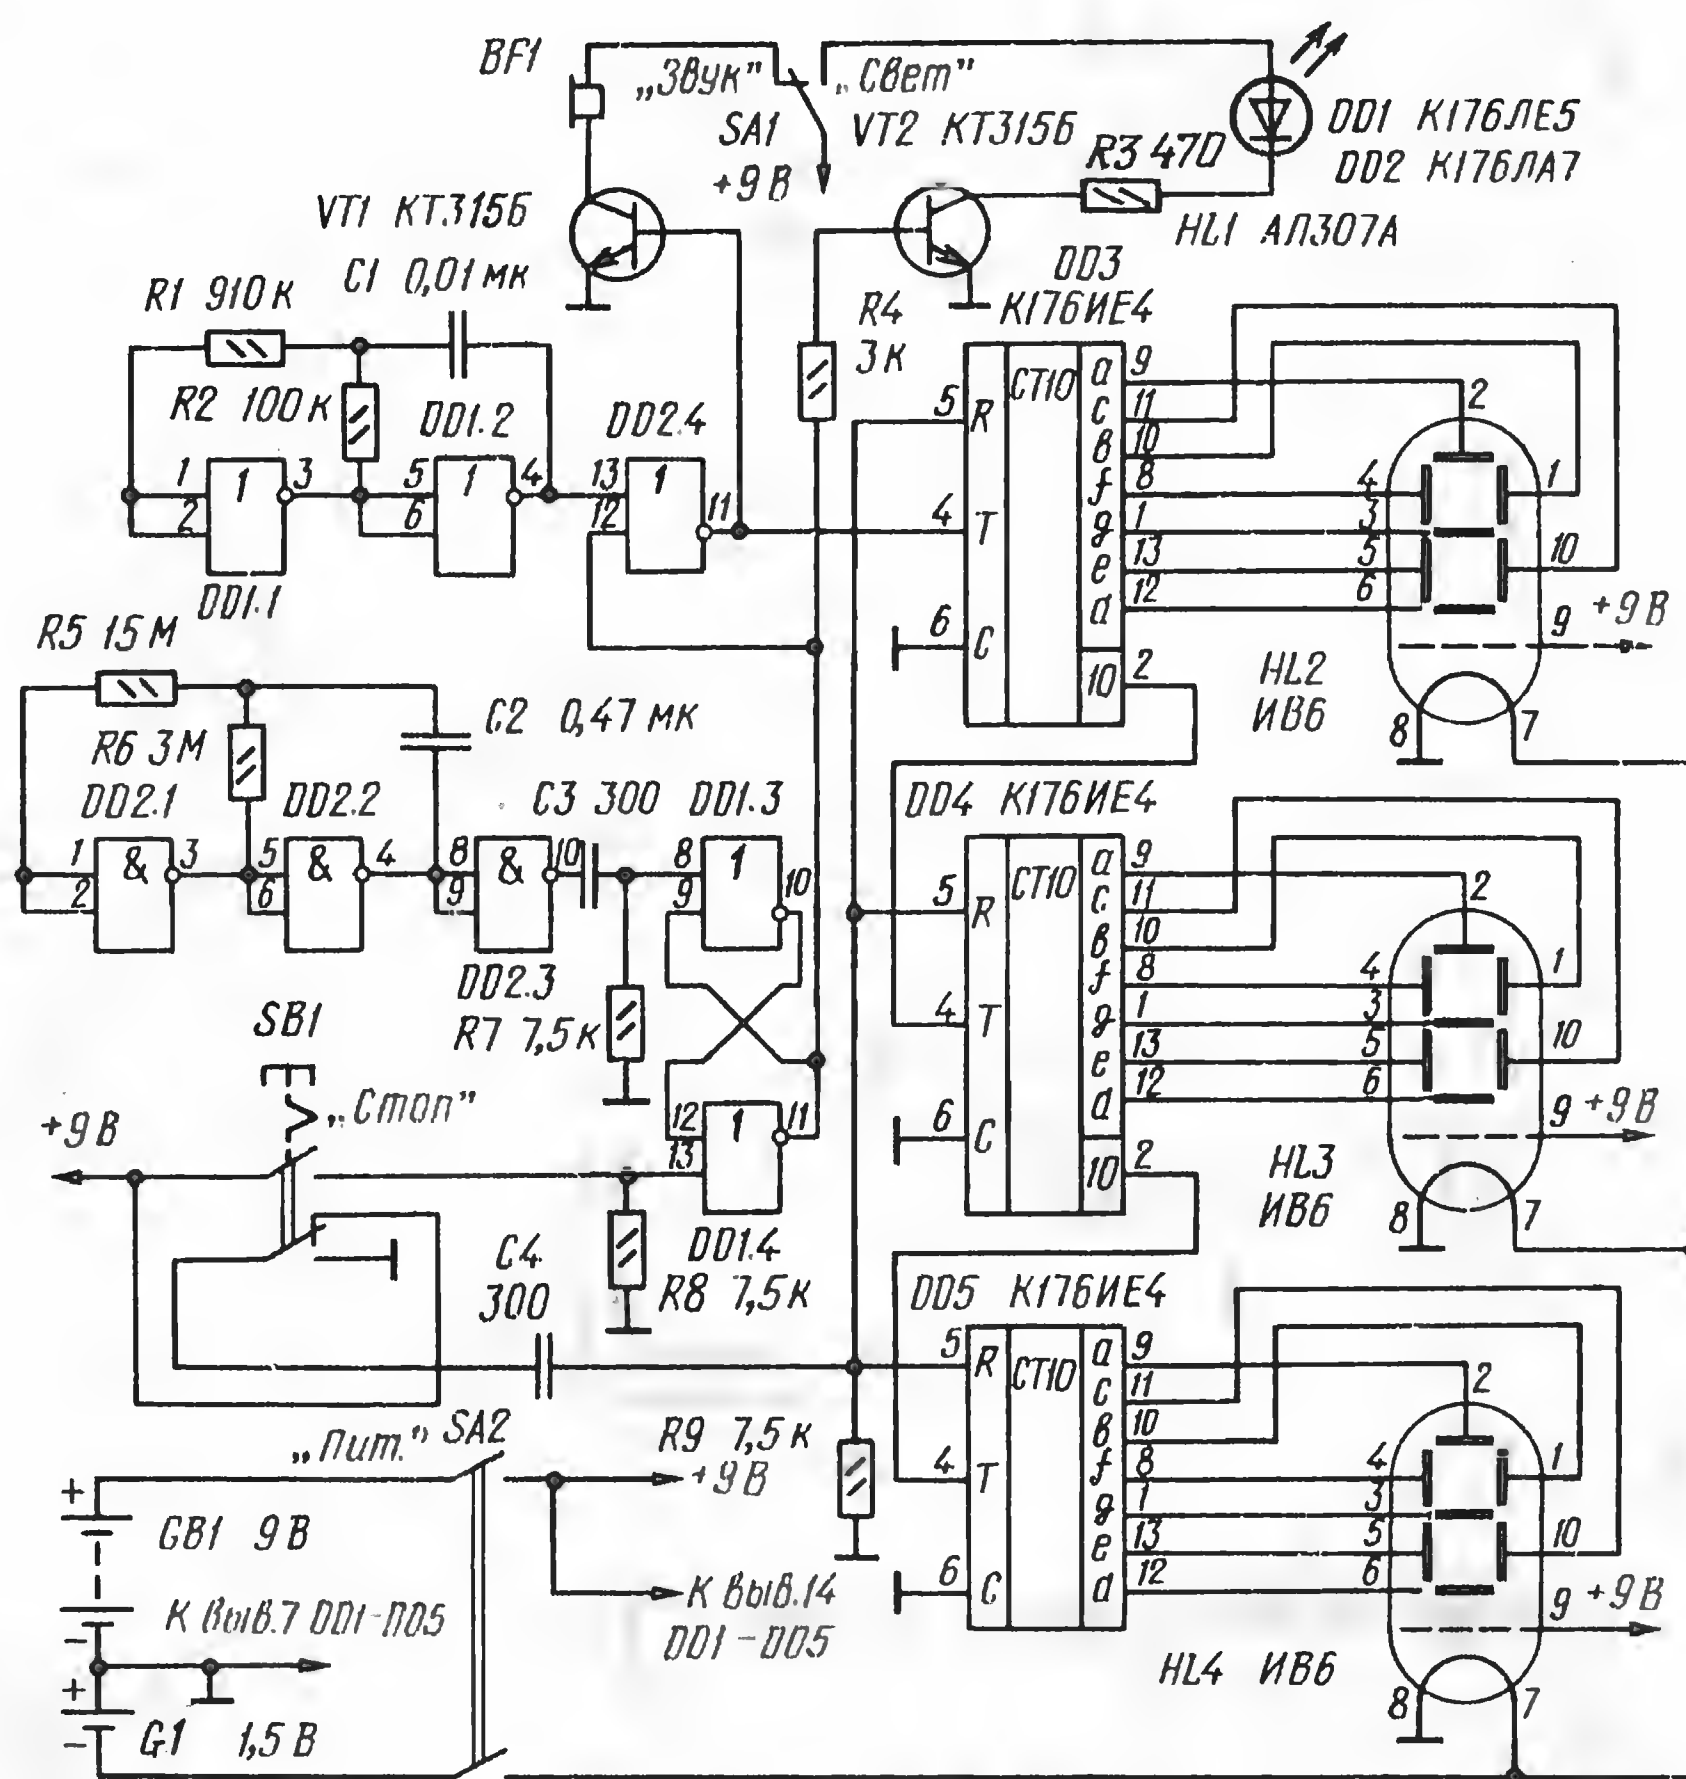 BF1
„Звук”
„Свет”
SA1
+9 В
VT2 КТ315Б
R3 470
DD1 К176ЛЕ5
DD2 К176ЛА7
HL1 АЛ307А
VT1 КТ315Б
C1 0,01 мк
R1 910 к
R2 100 к
DD1.2
DD2.4
R4
3 к
1
2
1
3
5
6
1
4
13
12
1
11
DD1.1
DD3
К176ИЕ4
5 R
4 T
6 C
CT10
a 9
c 11
в 10
f 8
g 1
e 13
d 12
10 2
2
4
3
5
6
1
10
9 +9 В
8
7
HL2
ИВ6
R5 15 М
R6 3 М
C2 0,47 мк
DD2.1
DD2.2
C3 300
DD1.3
1
2
&
3
5
6
&
4
8
9
&
10
8
9
1
10
DD2.3
R7 7,5 к
DD4 К176ИЕ4
5 R
4 T
6 C
CT10
a 9
c 11
в 10
f 8
g 1
e 13
d 12
10 2
2
4
3
5
6
1
10
9 +9 В
8
7
HL3
ИВ6
SB1
„Стоп”
+9 В
12
13
1
11
DD1.4
R8 7,5 к
C4
300
DD5 К176ИЕ4
5 R
4 T
6 C
CT10
a 9
c 11
в 10
f 8
g 1
e 13
d 12
2
4
3
5
6
1
10
9 +9 В
8
7
HL4 ИВ6
„Пит.” SA2
R9 7,5 к
+9 В
+
GB1 9 В
−
К выв.7 DD1-DD5
К выв.14
DD1-DD5
+
G1 1,5 В
−